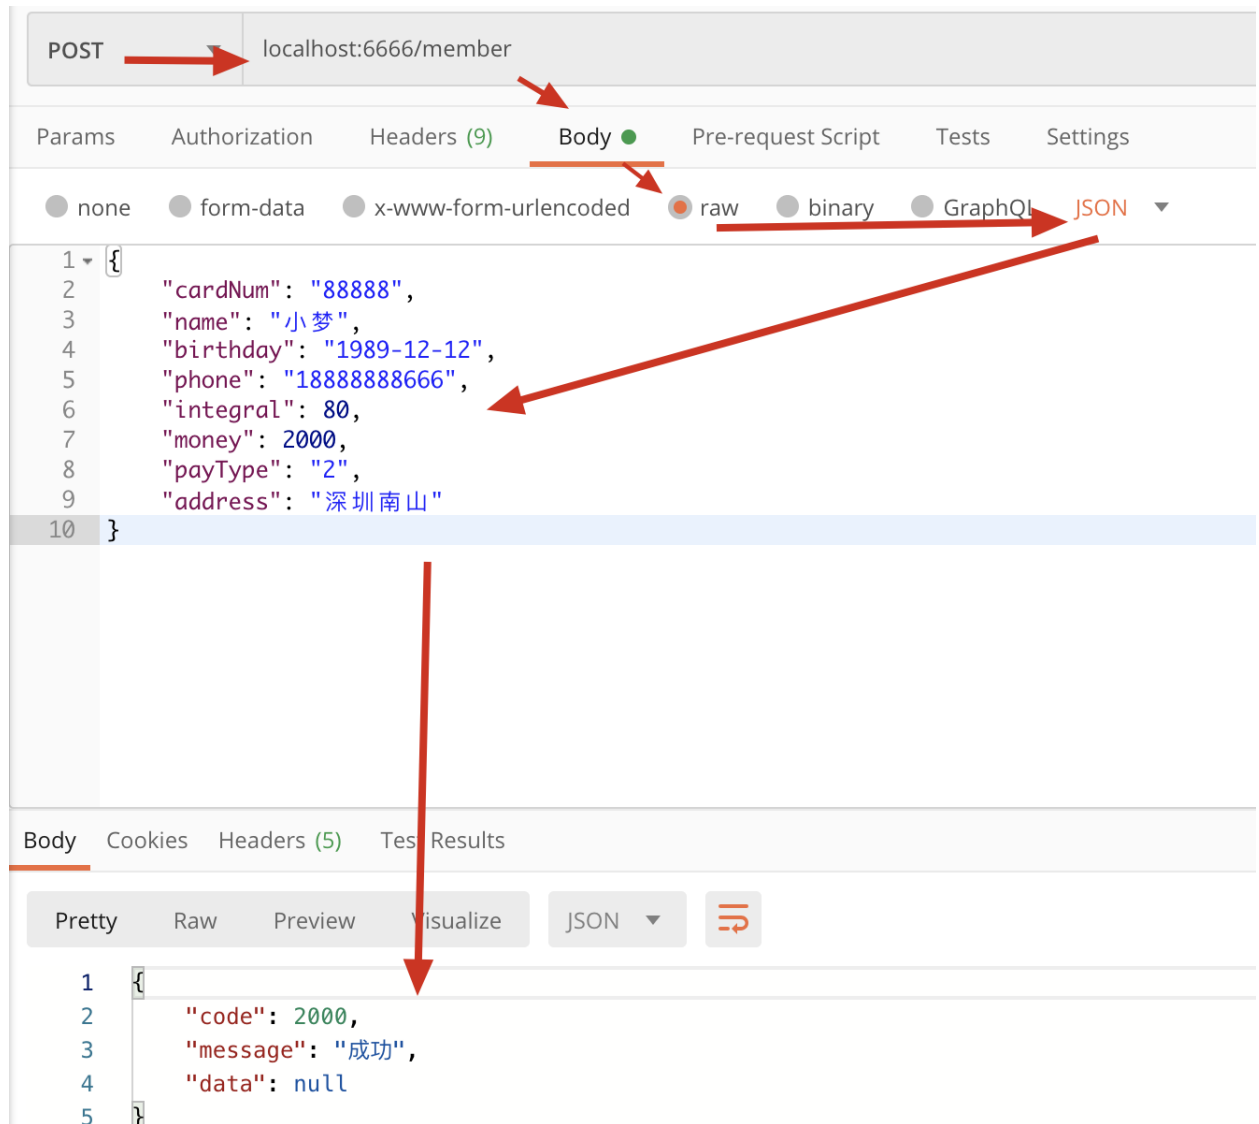 POST localhost:6666/member
Params Authorization Headers (9) Body Pre-request Script Tests Settings
none form-data x-www-form-urlencoded raw binary GraphQL JSON
1 {
2 "cardNum": "88888",
3 "name": "小梦",
4 "birthday": "1989-12-12",
5 "phone": "18888888666",
6 "integral": 80,
7 "money": 2000,
8 "payType": "2",
9 "address": "深圳南山"
10 }
Body Cookies Headers (5) Test Results
Pretty Raw Preview Visualize JSON
1 {
2 "code": 2000,
3 "message": "成功",
4 "data": null
5 }